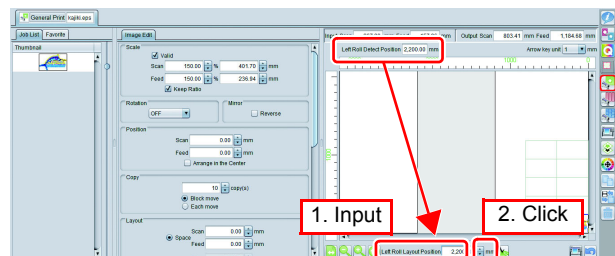 General Print kajiki.eps
Job List Favorite
Thumbnail
Image Edit
Scale
Valid
Scan 150.00 % 401.70 mm
Feed 150.00 % 236.94 mm
Keep Ratio
Rotation
OFF
Mirror
Reverse
Position
Scan 0.00 mm
Feed 0.00 mm
Arrange in the Center
Copy
10 copy(s)
Block move
Each move
Layout
Space
Scan 0.00 mm
Feed 0.00 mm
Output Scan 803.41 mm Feed 1,184.68 mm
Left Roll Detect Position 2,200.00 mm
Arrow key unit 1 mm
1000
0
1. Input
2. Click
Left Roll Layout Position 2,200 mm